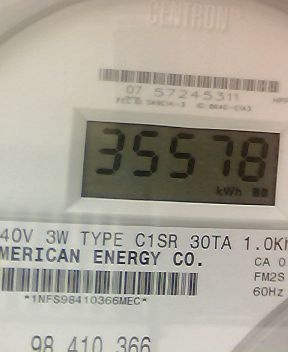 CENTRON
07 57245311
35578
kWh
40V 3W TYPE C1SR 30TA 1.0Kh
MERICAN ENERGY CO.
CA 0
FM2S
60Hz
*1NFS98410366MEC*
98 410 366